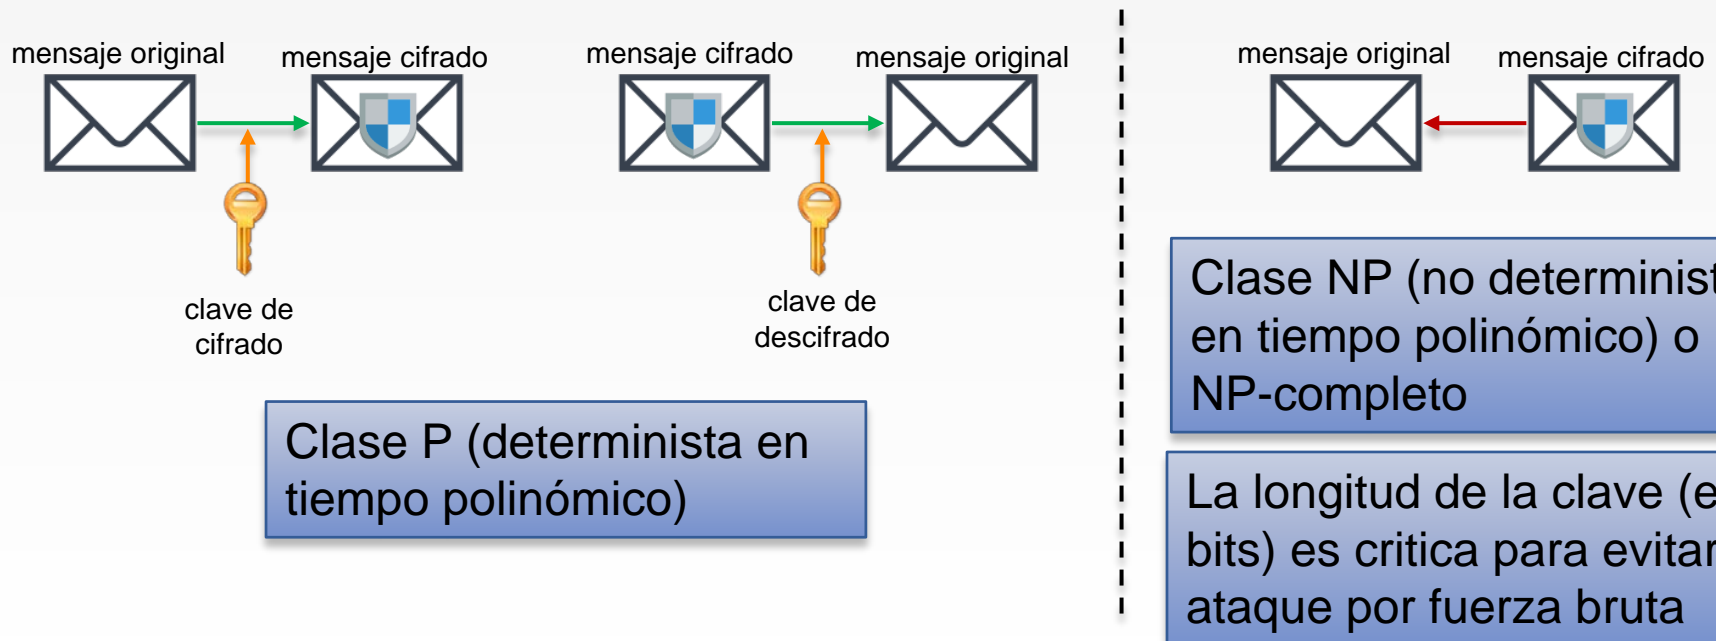 mensaje original
mensaje cifrado
mensaje cifrado
mensaje original
mensaje original
mensaje cifrado
clave de
cifrado
clave de
descifrado
Clase P (determinista en
tiempo polinómico)
Clase NP (no
en tiempo polinómico) o
NP-completo
La longitud de la clave
bits) es critica para evitar
ataque por fuerza bruta